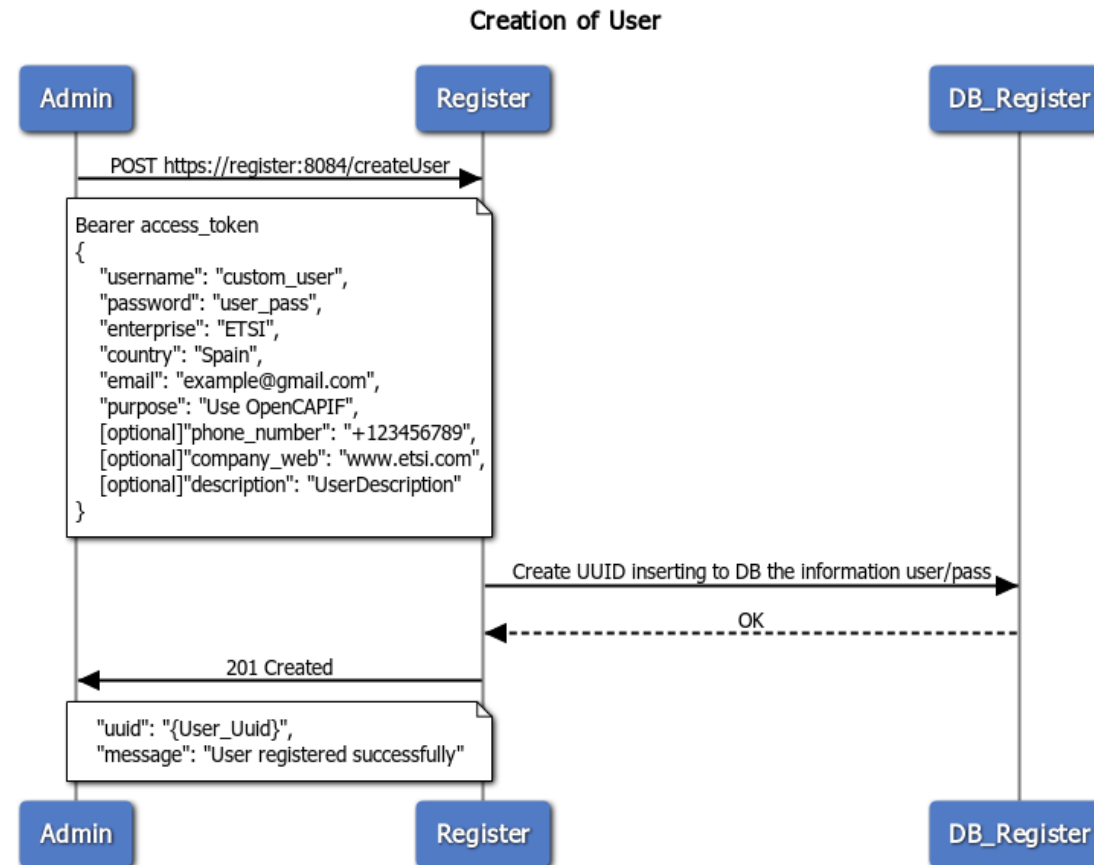 Creation of User
Admin
Register
DB_Register
POST https://register:8084/createUser
Bearer access_token
{
"username": "custom_user",
"password": "user_pass",
"enterprise": "ETSI",
"country": "Spain",
"email": "example@gmail.com",
"purpose": "Use OpenCAPIF",
[optional]"phone_number": "+123456789",
[optional]"company_web": "www.etsi.com",
[optional]"description": "UserDescription"
}
Create UUID inserting to DB the information user/pass
OK
201 Created
"uuid": "{User_Uuid}",
"message": "User registered successfully"
Admin
Register
DB_Register